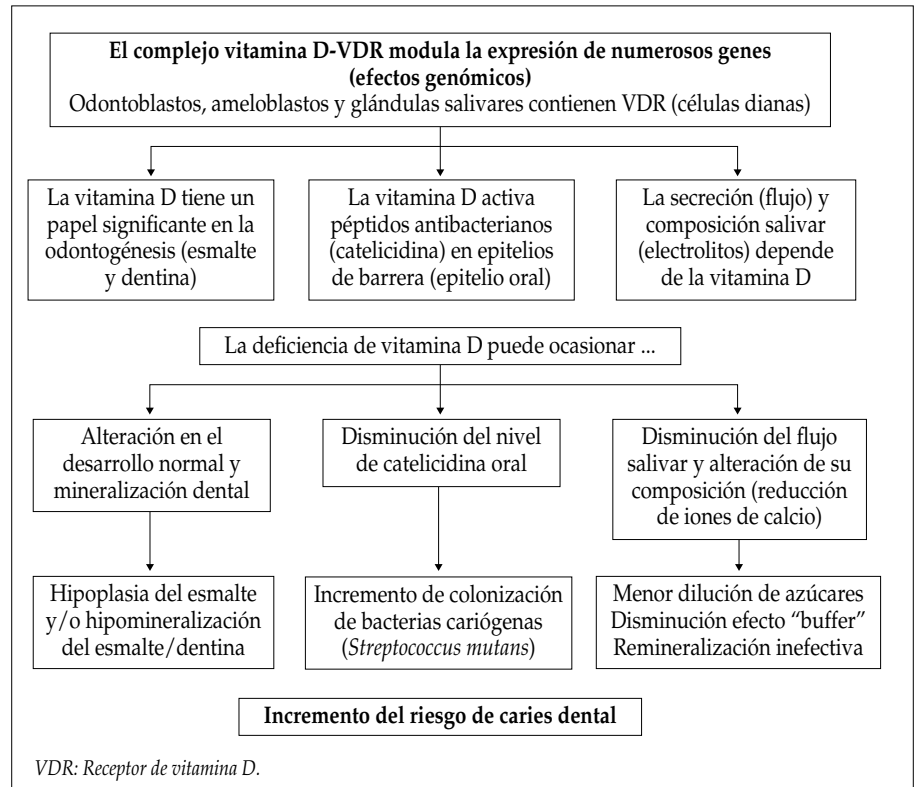 El complejo vitamina D-VDR modula la expresión de numerosos genes
(efectos genómicos)
Odontoblastos, ameloblastos y glándulas salivares contienen VDR (células dianas)
La vitamina D tiene un
papel significante en la
odontogénesis (esmalte
y dentina)
La vitamina D activa
péptidos antibacterianos
(catelicidina) en epitelios
de barrera (epitelio oral)
La secreción (flujo) y
composición salivar
(electrolitos) depende
de la vitamina D
La deficiencia de vitamina D puede ocasionar ...
Alteración en el
desarrollo normal y
mineralización dental
Disminución del nivel
de catelicidina oral
Disminución del flujo
salivar y alteración de su
composición (reducción
de iones de calcio)
Hipoplasia del esmalte
y/o hipomineralización
del esmalte/dentina
Incremento de colonización
de bacterias cariógenas
(Streptococcus mutans)
Menor dilución de azúcares
Disminución efecto “buffer”
Remineralización inefectiva
Incremento del riesgo de caries dental
VDR: Receptor de vitamina D.